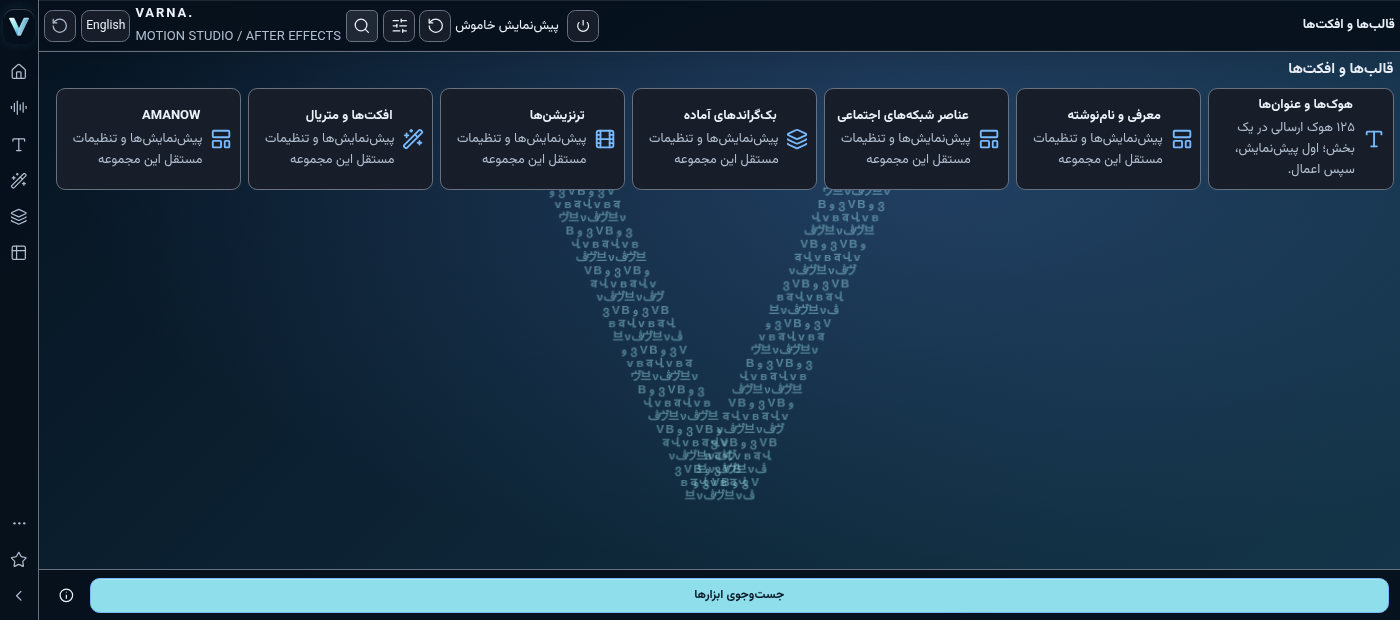 VARNA.
MOTION STUDIO / AFTER EFFECTS
English
پیش‌نمایش خاموش
قالب‌ها و افکت‌ها
قالب‌ها و افکت‌ها
هوک‌ها و عنوان‌ها
۱۲۵ هوک ارسالی در یک
بخش؛ اول پیش‌نمایش،
سپس اعمال.
معرفی و نام‌نوشته
پیش‌نمایش‌ها و تنظیمات
مستقل این مجموعه
عناصر شبکه‌های اجتماعی
پیش‌نمایش‌ها و تنظیمات
مستقل این مجموعه
بک‌گراندهای آماده
پیش‌نمایش‌ها و تنظیمات
مستقل این مجموعه
ترنزیشن‌ها
پیش‌نمایش‌ها و تنظیمات
مستقل این مجموعه
افکت‌ها و متریال
پیش‌نمایش‌ها و تنظیمات
مستقل این مجموعه
AMANOW
پیش‌نمایش‌ها و تنظیمات
مستقل این مجموعه
جست‌وجوی ابزارها